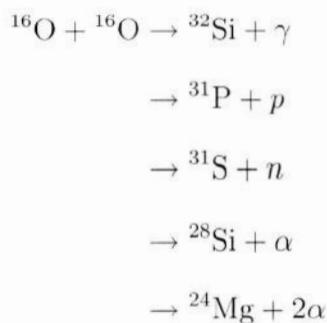 ¹⁶O + ¹⁶O → ³²Si + γ
→ ³¹P + p
→ ³¹S + n
→ ²⁸Si + α
→ ²⁴Mg + 2α